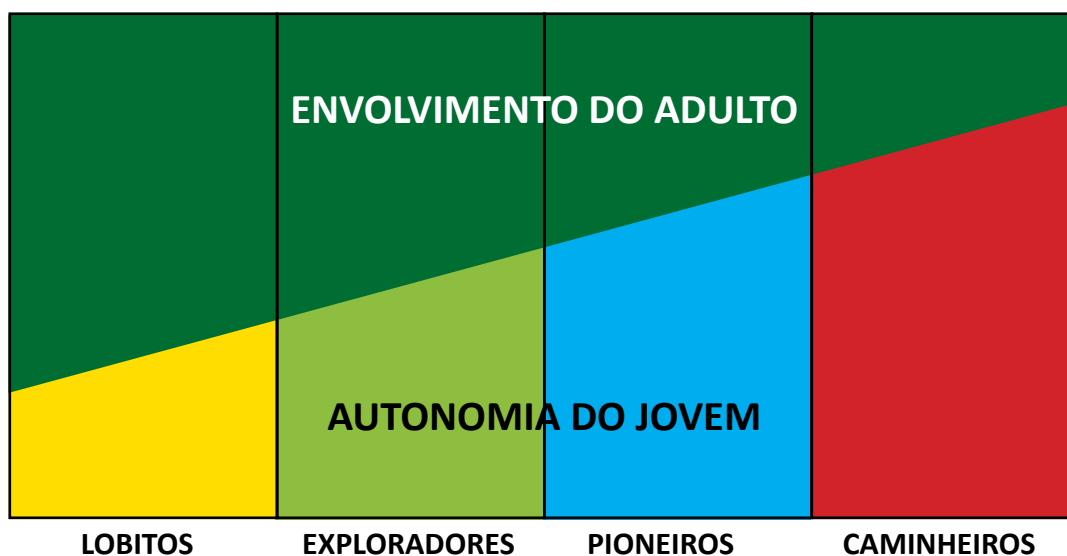 ENVOLVIMENTO DO ADULTO
AUTONOMIA DO JOVEM
LOBITOS EXPLORADORES PIONEIROS CAMINHEIROS